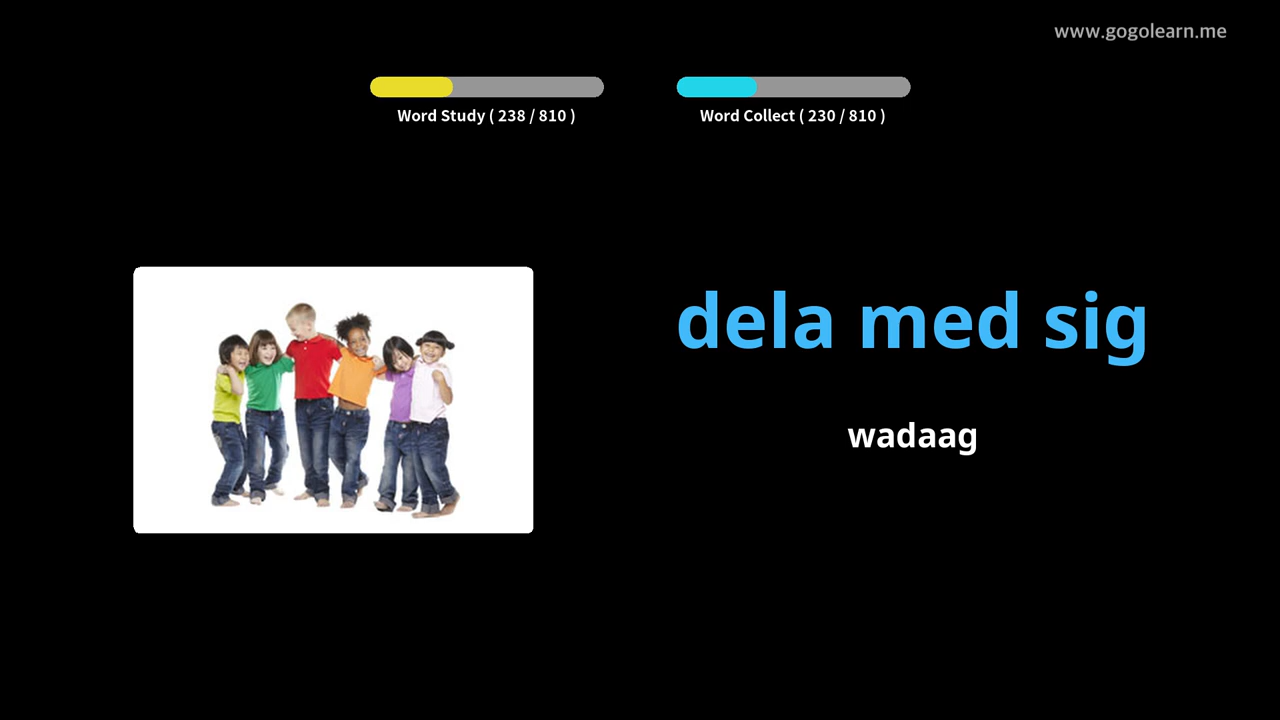 www.gogolearn.me
Word Study ( 238 / 810 )
Word Collect ( 230 / 810 )
dela med sig
wadaag